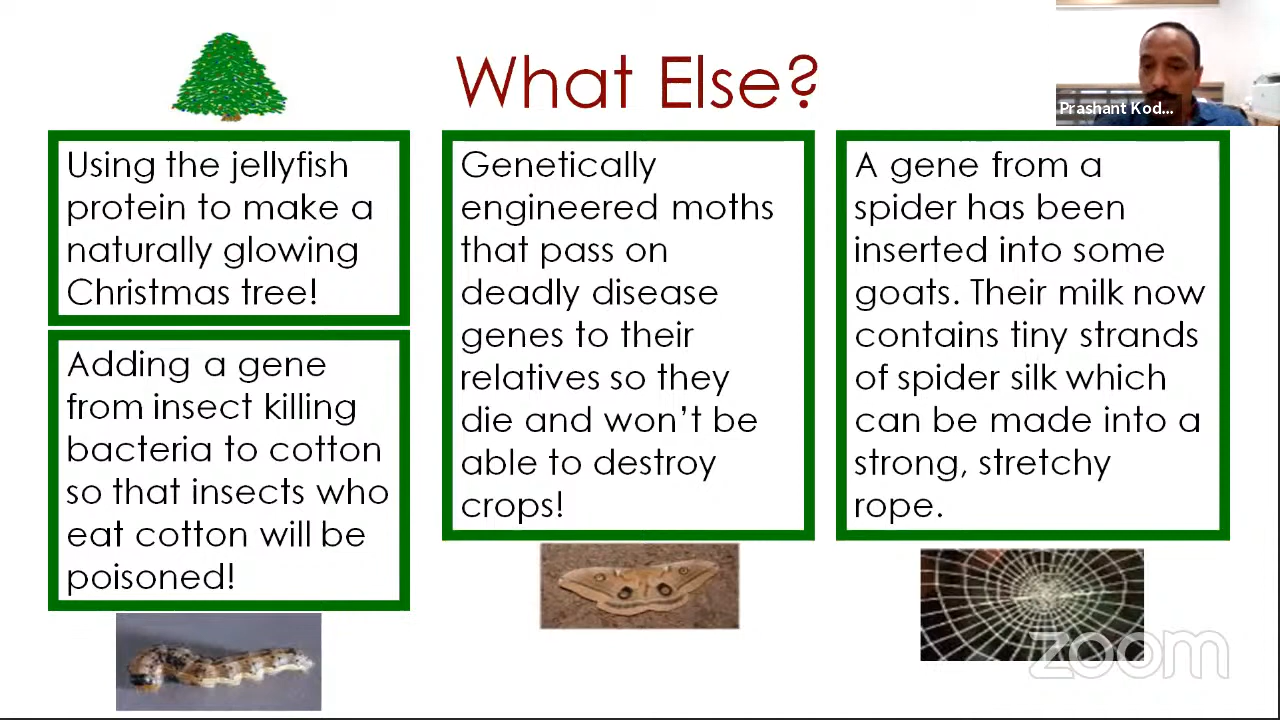 What Else?
Prashant Kod...
Using the jellyfish
protein to make a
naturally glowing
Christmas tree!
Adding a gene
from insect killing
bacteria to cotton
so that insects who
eat cotton will be
poisoned!
Genetically
engineered moths
that pass on
deadly disease
genes to their
relatives so they
die and won't be
able to destroy
crops!
A gene from a
spider has been
inserted into some
goats. Their milk now
contains tiny strands
of spider silk which
can be made into a
strong, stretchy
rope.
zoom